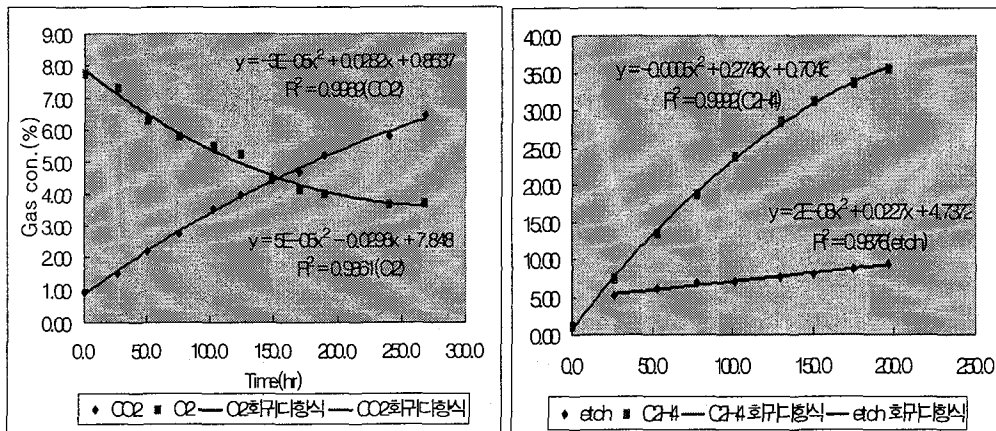 9.00
8.00
7.00
6.00
5.00
4.00
3.00
2.00
1.00
0.00
Gas con. (%)
y = -3E-05x² + 0.0282x + 0.8637
R² = 0.9989(CO2)
y = 5E-05x² - 0.0298x + 7.848
R² = 0.9861(O2)
0.0 50.0 100.0 150.0 200.0 250.0 300.0
Time(hr)
CO2 O2 O2회귀다항식 CO2회귀다항식
40.00
35.00
30.00
25.00
20.00
15.00
10.00
5.00
0.00
y = -0.0005x² + 0.2746x + 0.7046
R² = 0.9992(C2H4)
y = 2E-08x² + 0.0227x + 4.7372
R² = 0.9876(etch)
0.0 50.0 100.0 150.0 200.0 250.0
etch C2H4 C2H4 회귀다항식 etch 회귀다항식